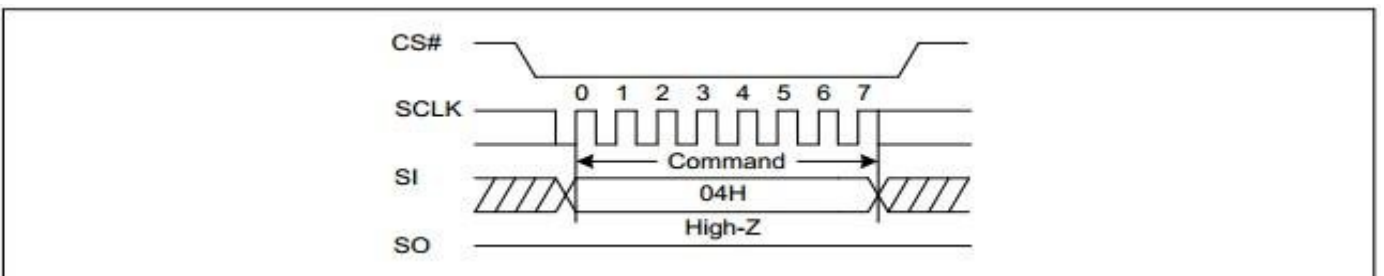 CS#
0 1 2 3 4 5 6 7
SCLK
Command
SI
04H
High-Z
SO